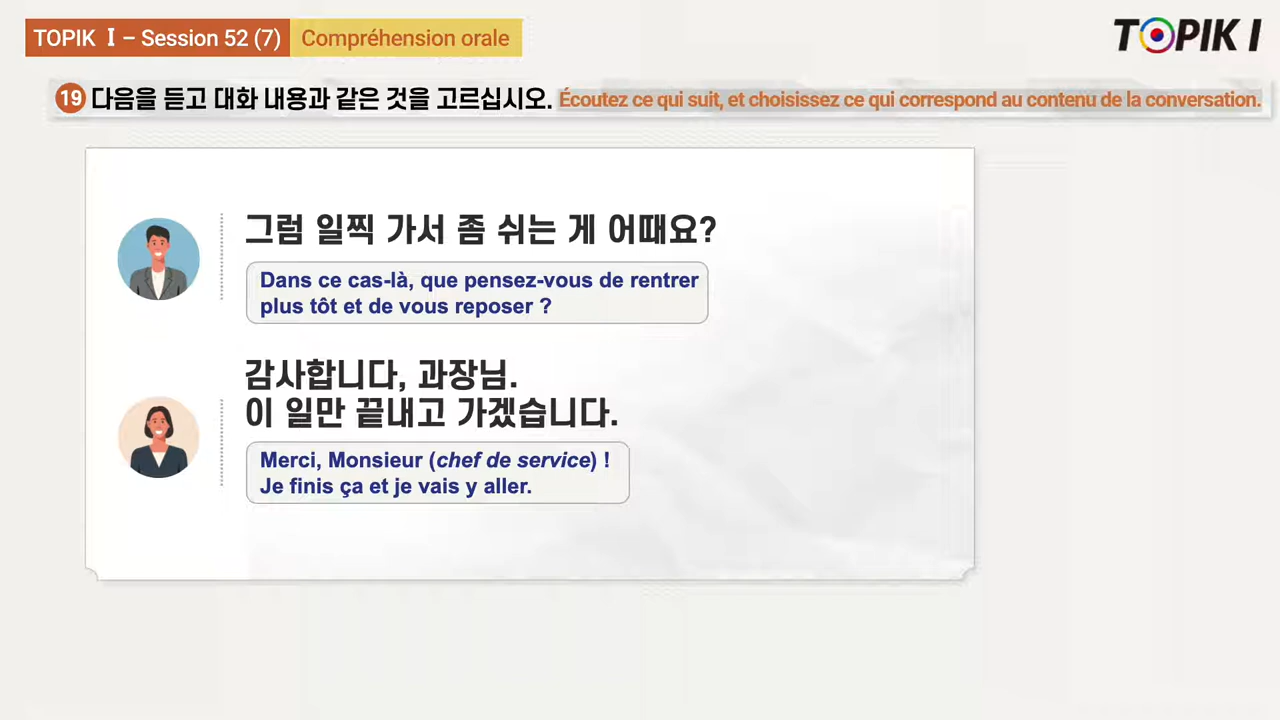 TOPIK I – Session 52 (7) Compréhension orale
TOPIK I
19 다음을 듣고 대화 내용과 같은 것을 고르십시오. Écoutez ce qui suit, et choisissez ce qui correspond au contenu de la conversation.
그럼 일찍 가서 좀 쉬는 게 어때요?
Dans ce cas-là, que pensez-vous de rentrer
plus tôt et de vous reposer ?
감사합니다, 과장님.
이 일만 끝내고 가겠습니다.
Merci, Monsieur (chef de service) !
Je finis ça et je vais y aller.